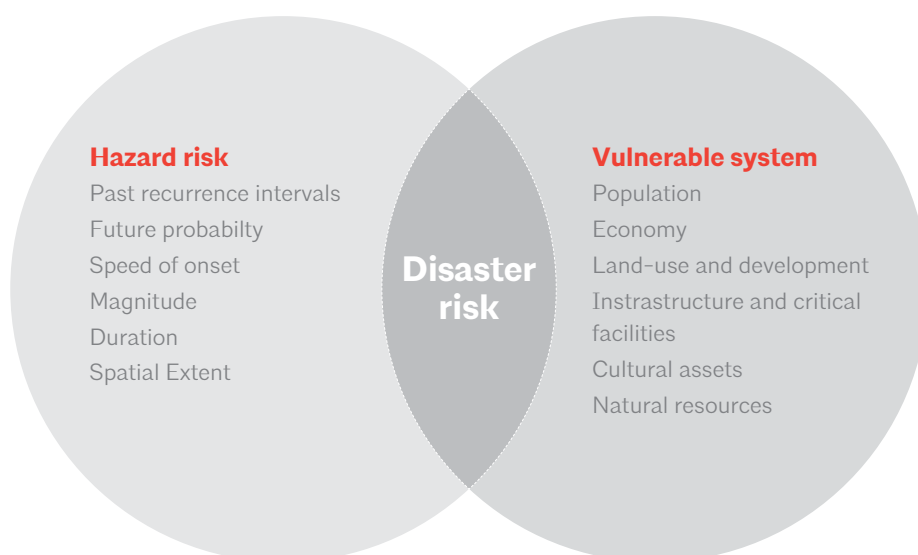 Hazard risk
Past recurrence intervals
Future probabilty
Speed of onset
Magnitude
Duration
Spatial Extent
Disaster
risk
Vulnerable system
Population
Economy
Land-use and development
Instrastructure and critical
facilities
Cultural assets
Natural resources